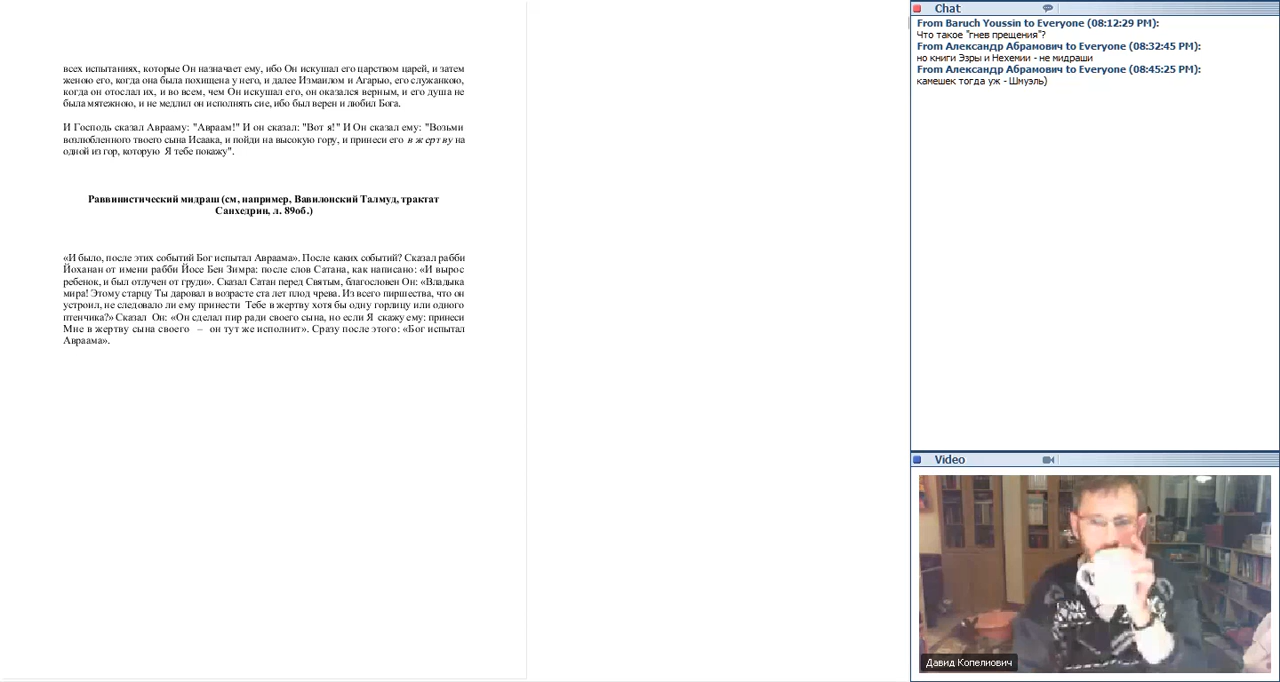 всех испытаниях, которые Он назначает ему, ибо Он искушал его царством царей, и затем
женою его, когда она была похищена у него, и далее Измаилом и Агарью, его служанкою,
когда он отослал их, и во всем, чем Он искушал его, он оказался верным, и его душа не
была мятежною, и не медлил он исполнять сие, ибо был верен и любил Бога.
И Господь сказал Аврааму: "Авраам!" И он сказал: "Вот я!" И Он сказал ему: "Возьми
возлюбленного твоего сына Исаака, и пойди на высокую гору, и принеси его в жертву на
одной из гор, которую Я тебе покажу".
Раввинистический мидраш (см, например, Вавилонский Талмуд, трактат
Санхедрин, л. 89об.)
«И было, после этих событий Бог испытал Авраама». После каких событий? Сказал рабби
Йоханан от имени рабби Йосе Бен Зимра: после слов Сатана, как написано: «И вырос
ребенок, и был отлучен от груди». Сказал Сатан перед Святым, благословен Он: «Владыка
мира! Этому старцу Ты даровал в возрасте ста лет плод чрева. Из всего пиршества, что он
устроил, не следовало ли ему принести Тебе в жертву хотя бы одну горлицу или одного
птенчика?» Сказал Он: «Он сделал пир ради своего сына, но если Я скажу ему: принеси
Мне в жертву сына своего – он тут же исполнит». Сразу после этого: «Бог испытал
Авраама».
Chat
From Baruch Youssin to Everyone (08:12:29 PM):
Что такое "гнев прещения"?
From Александр Абрамович to Everyone (08:32:45 PM):
но книги Эзры и Нехемии - не мидраши
From Александр Абрамович to Everyone (08:45:25 PM):
камешек тогда уж - Шмуэль)
Video
Давид Копелиович